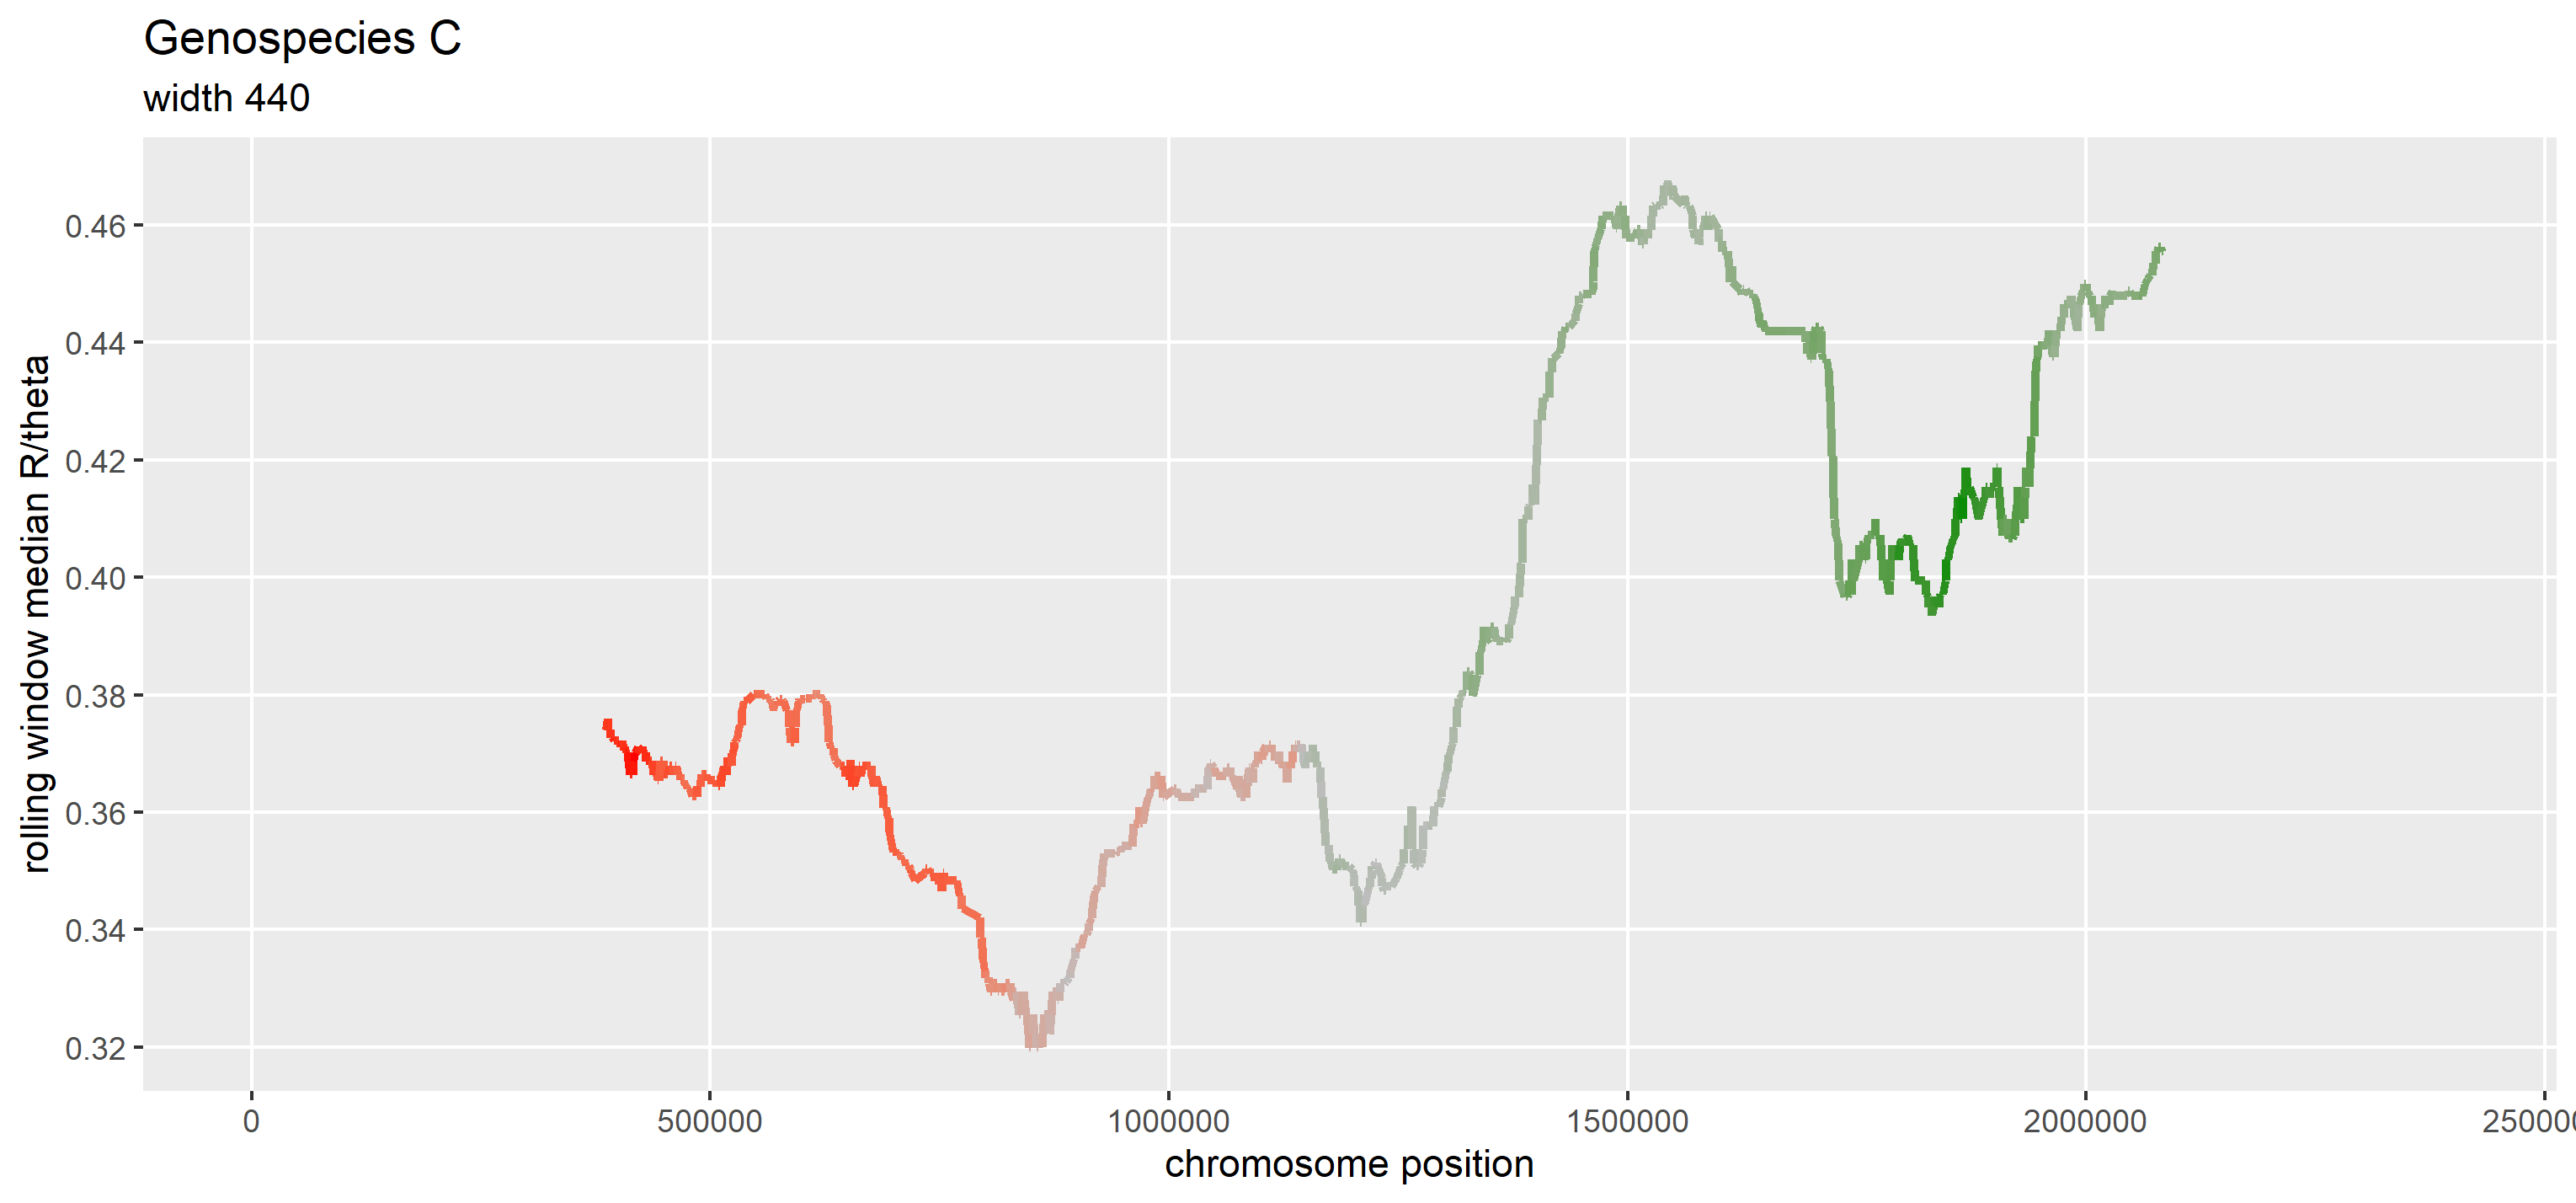 Genospecies C
width 440
rolling window median R/theta
0.46
0.44
0.42
0.40
0.38
0.36
0.34
0.32
0 500000 1000000 1500000 2000000 250000
chromosome position